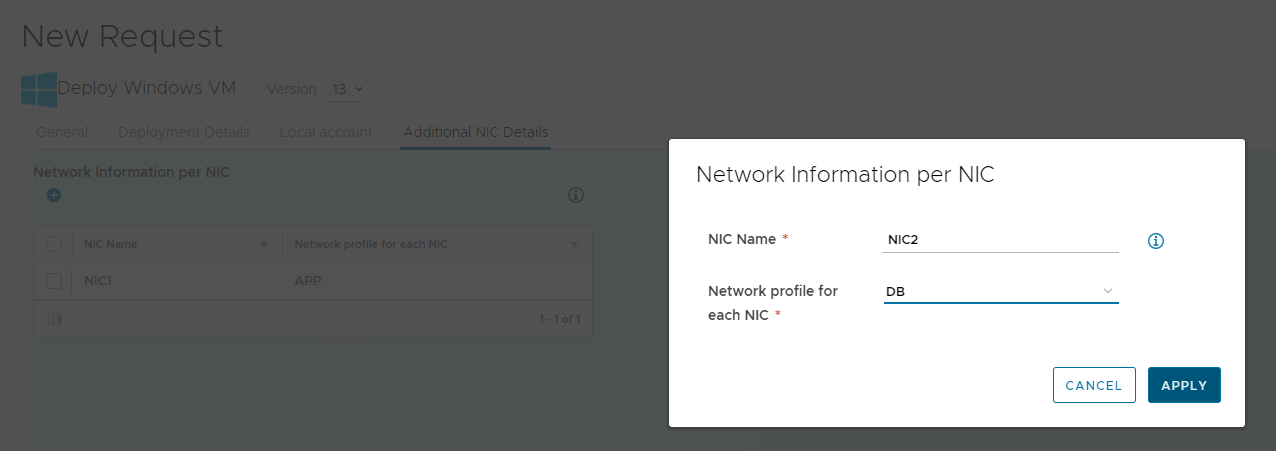 New Request
Deploy Windows VM Version 13
General Deployment Details Local account Additional NIC Details
Network Information per NIC
NIC Name Network profile for each NIC
NIC1 APP
1 - 1 of 1
Network Information per NIC
NIC Name * NIC2
Network profile for
each NIC * DB
CANCEL APPLY